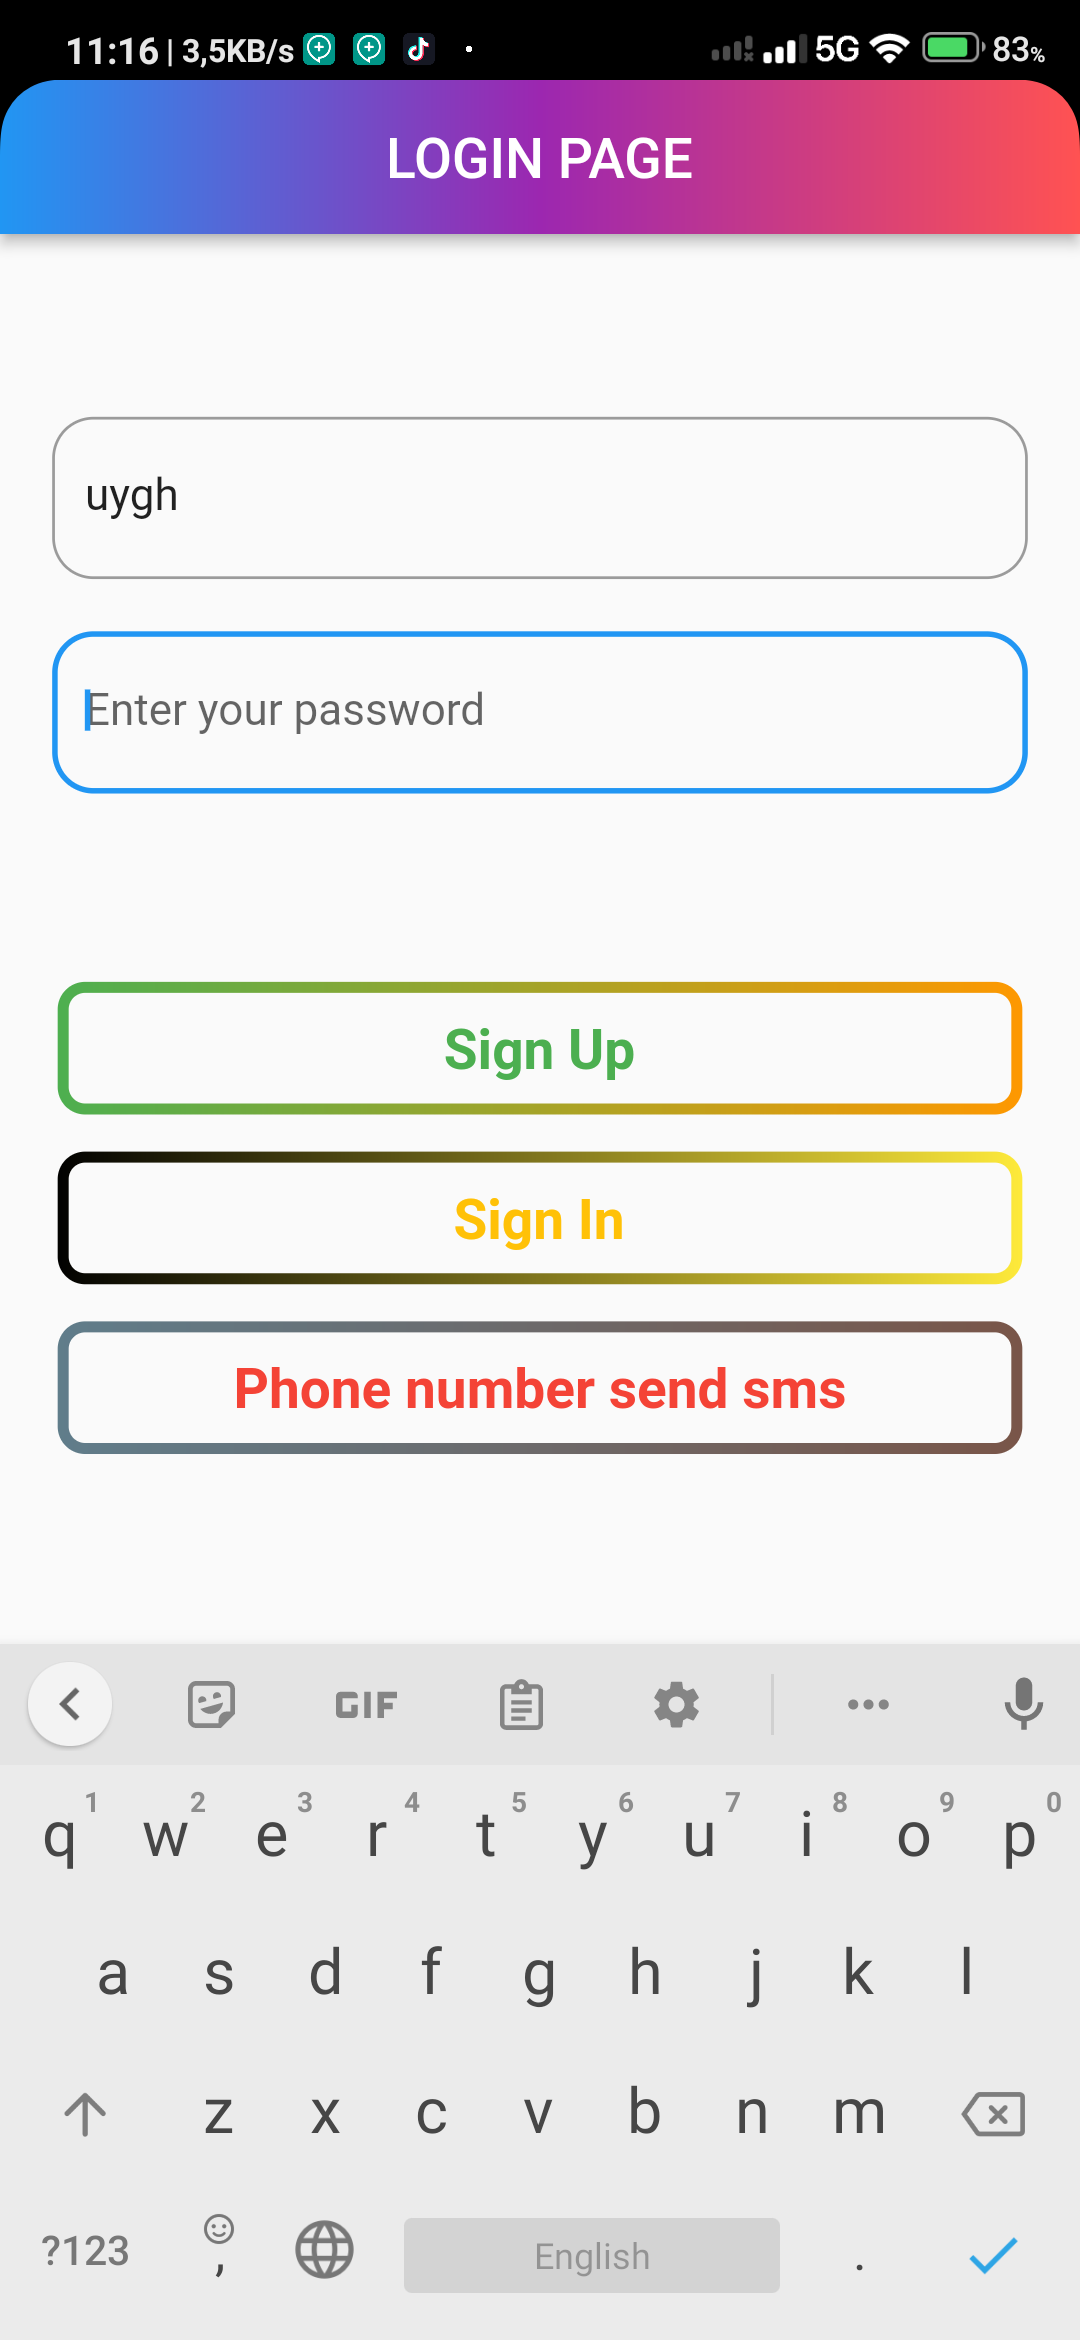 11:16 | 3,5KB/s 5G 83%
LOGIN PAGE
uygh
Enter your password
Sign Up
Sign In
Phone number send sms
GIF
1 2 3 4 5 6 7 8 9 0
q w e r t y u i o p
a s d f g h j k l
z x c v b n m
?123 , English .